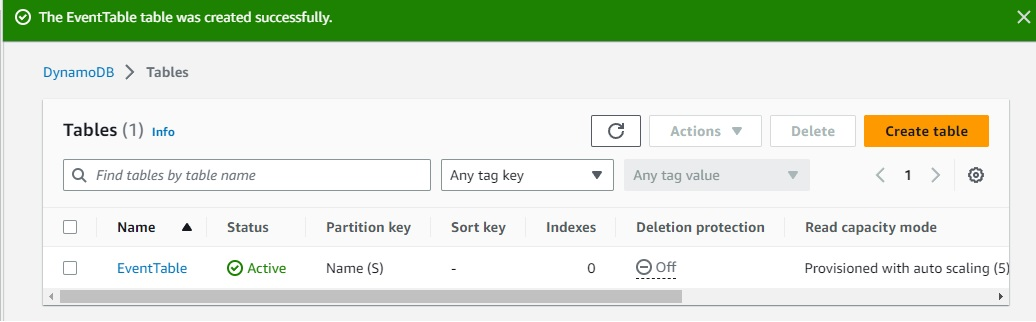 The EventTable table was created successfully.
DynamoDB > Tables
Tables (1) Info Actions Delete Create table
Find tables by table name Any tag key Any tag value 1
Name Status Partition key Sort key Indexes Deletion protection Read capacity mode
EventTable Active Name (S) - 0 Off Provisioned with auto scaling (5)